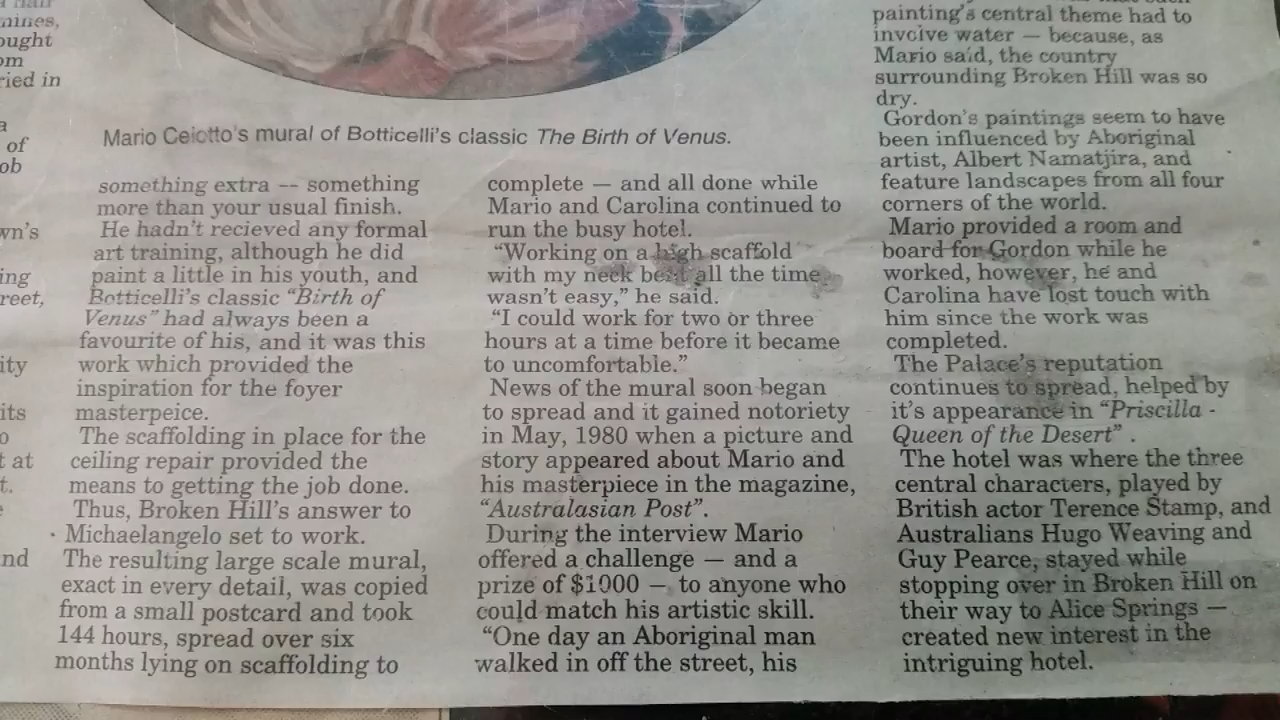 mines,
ought
om
ried in
a
of
ob
wn's
ing
reet,
ity
its
o
t at
t.
e
nd
Mario Ceiotto's mural of Botticelli's classic The Birth of Venus.
something extra -- something
more than your usual finish.
He hadn't recieved any formal
art training, although he did
paint a little in his youth, and
Botticelli's classic "Birth of
Venus" had always been a
favourite of his, and it was this
work which provided the
inspiration for the foyer
masterpeice.
The scaffolding in place for the
ceiling repair provided the
means to getting the job done.
Thus, Broken Hill's answer to
Michaelangelo set to work.
The resulting large scale mural,
exact in every detail, was copied
from a small postcard and took
144 hours, spread over six
months lying on scaffolding to
complete — and all done while
Mario and Carolina continued to
run the busy hotel.
"Working on a high scaffold
with my neck bent all the time
wasn't easy," he said.
"I could work for two or three
hours at a time before it became
to uncomfortable."
News of the mural soon began
to spread and it gained notoriety
in May, 1980 when a picture and
story appeared about Mario and
his masterpiece in the magazine,
"Australasian Post".
During the interview Mario
offered a challenge — and a
prize of $1000 — to anyone who
could match his artistic skill.
"One day an Aboriginal man
walked in off the street, his
painting's central theme had to
involve water — because, as
Mario said, the country
surrounding Broken Hill was so
dry.
Gordon's paintings seem to have
been influenced by Aboriginal
artist, Albert Namatjira, and
feature landscapes from all four
corners of the world.
Mario provided a room and
board for Gordon while he
worked, however, he and
Carolina have lost touch with
him since the work was
completed.
The Palace's reputation
continues to spread, helped by
it's appearance in "Priscilla -
Queen of the Desert" .
The hotel was where the three
central characters, played by
British actor Terence Stamp, and
Australians Hugo Weaving and
Guy Pearce, stayed while
stopping over in Broken Hill on
their way to Alice Springs —
created new interest in the
intriguing hotel.